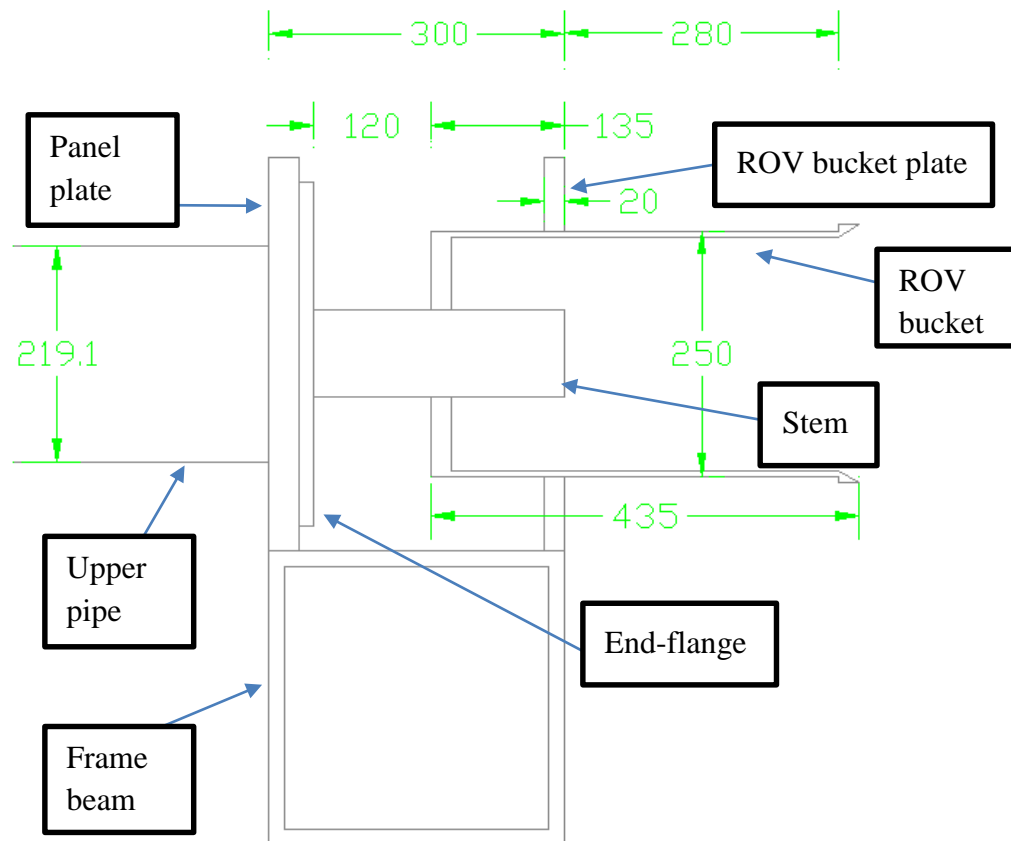 300
280
120
135
Panel
plate
ROV bucket plate
20
ROV
bucket
219.1
250
Stem
435
Upper
pipe
End-flange
Frame
beam